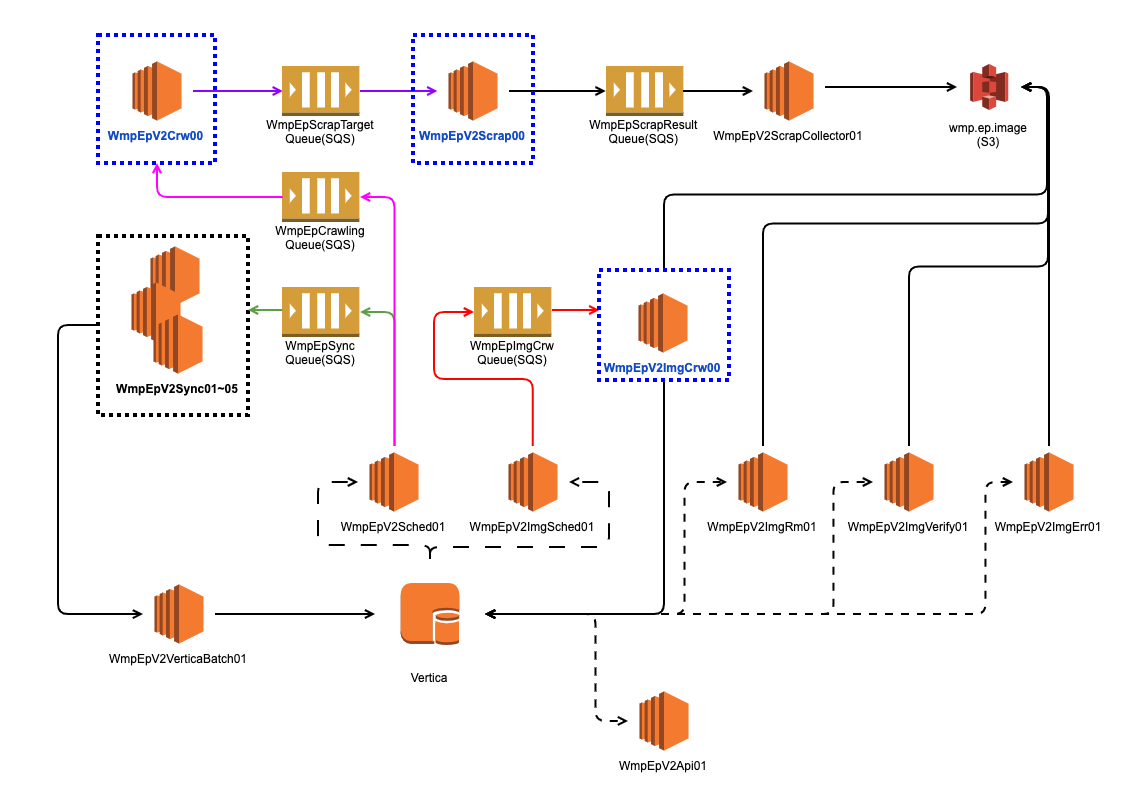 WmpEpV2Crw00
WmpEpScrapTarget
Queue(SQS)
WmpEpV2Scrap00
WmpEpScrapResult
Queue(SQS)
WmpEpV2ScrapCollector01
wmp.ep.image
(S3)
WmpEpCrawling
Queue(SQS)
WmpEpV2Sync01~05
WmpEpSync
Queue(SQS)
WmpEpImgCrw
Queue(SQS)
WmpEpV2ImgCrw00
WmpEpV2Sched01
WmpEpV2ImgSched01
WmpEpV2ImgRm01
WmpEpV2ImgVerify01
WmpEpV2ImgErr01
WmpEpV2VerticaBatch01
Vertica
WmpEpV2Api01